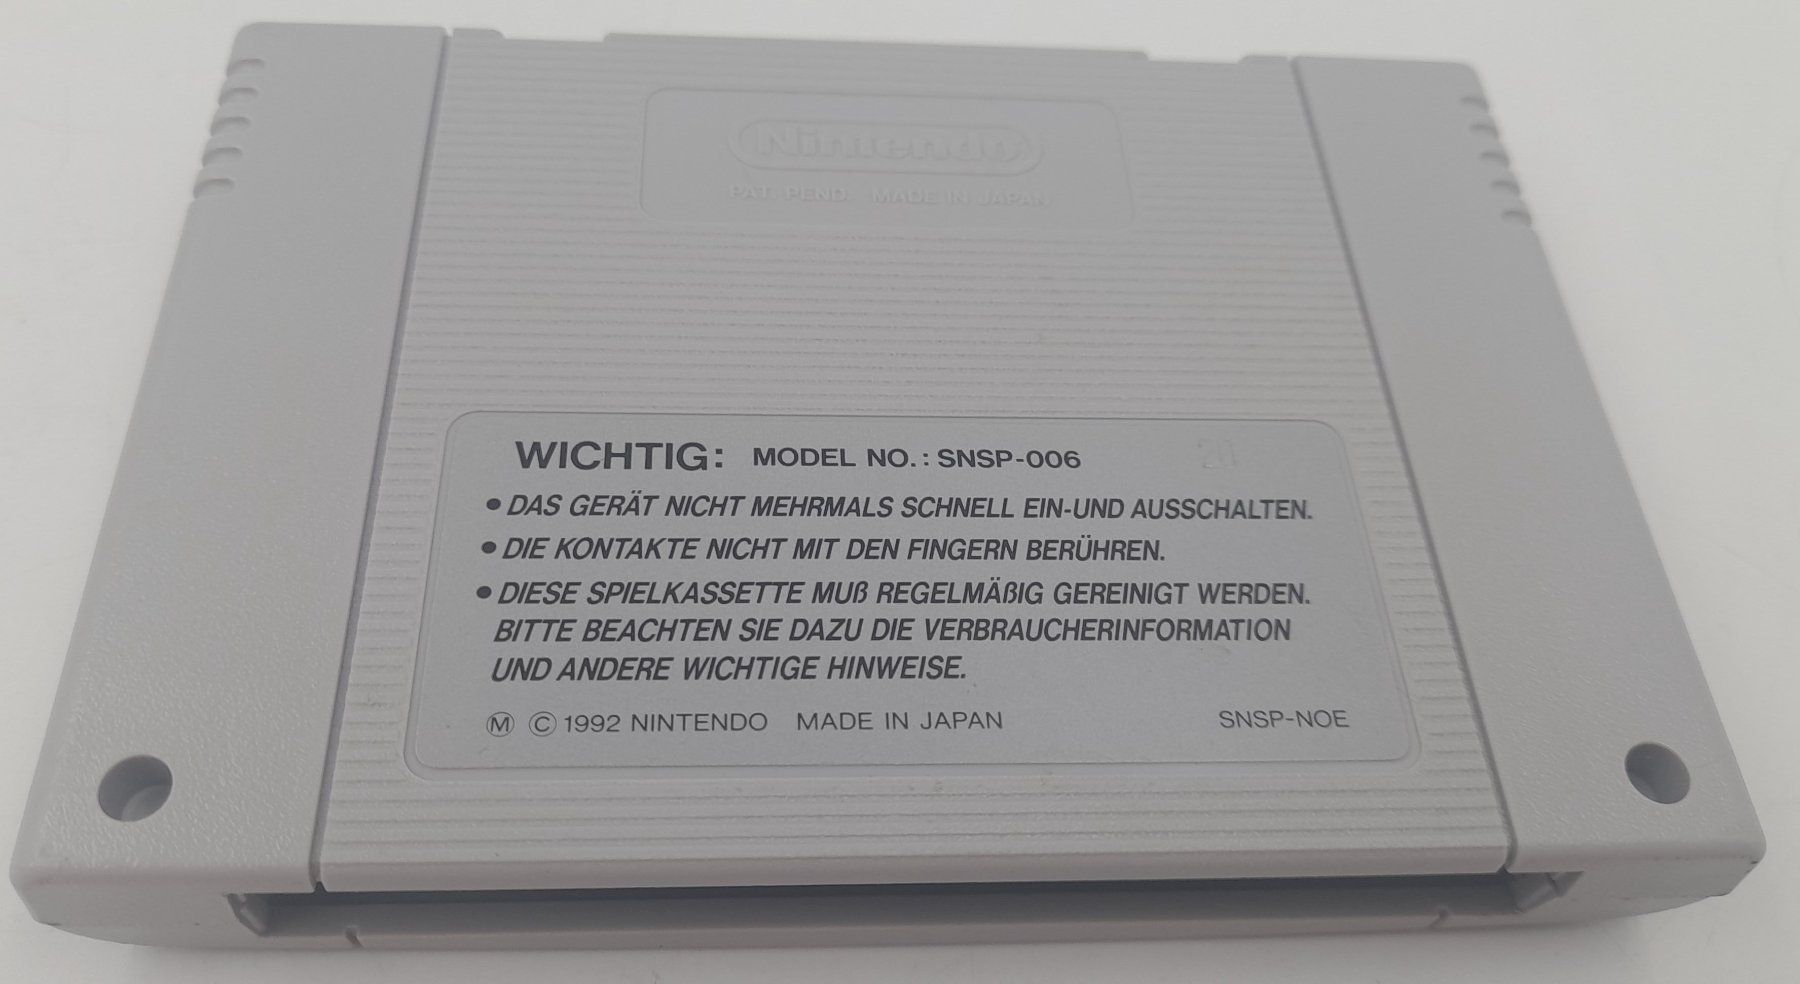 Nintendo
PAT. PEND. MADE IN JAPAN
WICHTIG: MODEL NO.: SNSP-006
20
• DAS GERÄT NICHT MEHRMALS SCHNELL EIN-UND AUSSCHALTEN.
• DIE KONTAKTE NICHT MIT DEN FINGERN BERÜHREN.
• DIESE SPIELKASSETTE MUß REGELMÄßIG GEREINIGT WERDEN.
BITTE BEACHTEN SIE DAZU DIE VERBRAUCHERINFORMATION
UND ANDERE WICHTIGE HINWEISE.
Ⓜ © 1992 NINTENDO MADE IN JAPAN SNSP-NOE